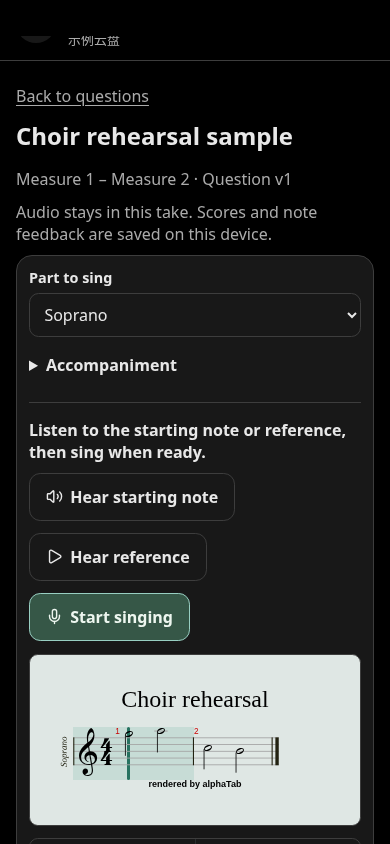 示例云盘
Back to questions
Choir rehearsal sample
Measure 1 – Measure 2 · Question v1
Audio stays in this take. Scores and note
feedback are saved on this device.
Part to sing
Soprano
Accompaniment
Listen to the starting note or reference,
then sing when ready.
Hear starting note
Hear reference
Start singing
Choir rehearsal
1
2
Soprano
4
4
rendered by alphaTab